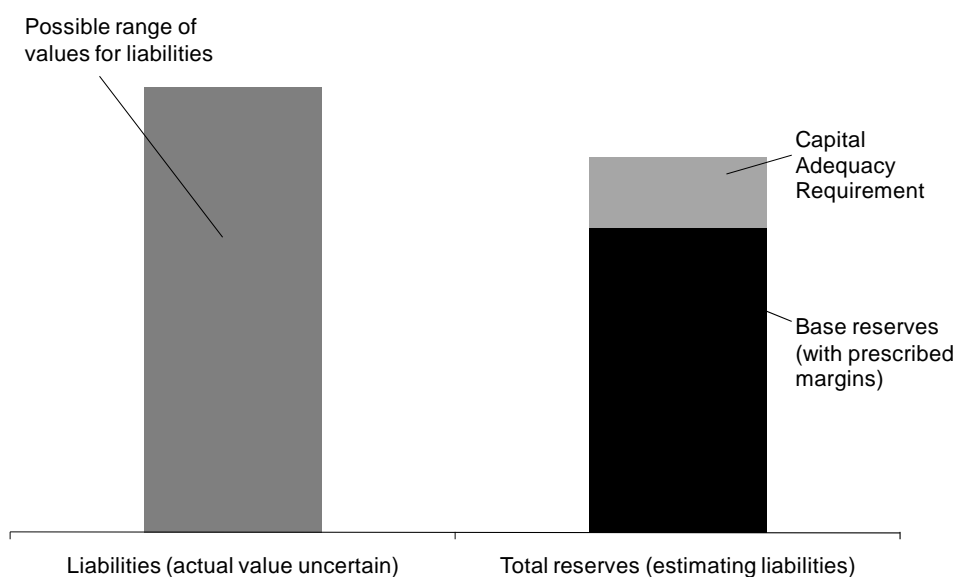 Possible range of
values for liabilities
Capital
Adequacy
Requirement
Base reserves
(with prescribed
margins)
Liabilities (actual value uncertain)
Total reserves (estimating liabilities)